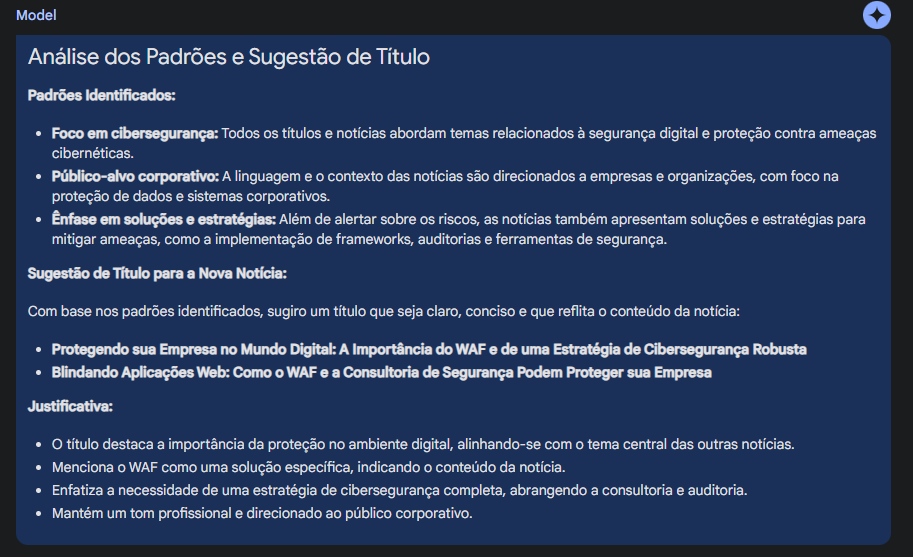 Model
Análise dos Padrões e Sugestão de Título
Padrões Identificados:
• Foco em cibersegurança: Todos os títulos e notícias abordam temas relacionados à segurança digital e proteção contra ameaças
cibernéticas.
• Público-alvo corporativo: A linguagem e o contexto das notícias são direcionados a empresas e organizações, com foco na
proteção de dados e sistemas corporativos.
• Ênfase em soluções e estratégias: Além de alertar sobre os riscos, as notícias também apresentam soluções e estratégias para
mitigar ameaças, como a implementação de frameworks, auditorias e ferramentas de segurança.
Sugestão de Título para a Nova Notícia:
Com base nos padrões identificados, sugiro um título que seja claro, conciso e que reflita o conteúdo da notícia:
• Protegendo sua Empresa no Mundo Digital: A Importância do WAF e de uma Estratégia de Cibersegurança Robusta
• Blindando Aplicações Web: Como o WAF e a Consultoria de Segurança Podem Proteger sua Empresa
Justificativa:
• O título destaca a importância da proteção no ambiente digital, alinhando-se com o tema central das outras notícias.
• Menciona o WAF como uma solução específica, indicando o conteúdo da notícia.
• Enfatiza a necessidade de uma estratégia de cibersegurança completa, abrangendo a consultoria e auditoria.
• Mantém um tom profissional e direcionado ao público corporativo.